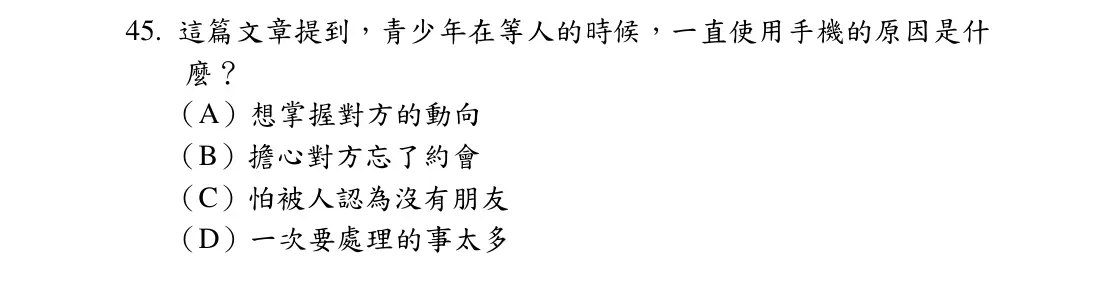 45. 這篇文章提到，青少年在等人的時候，一直使用手機的原因是什
麼？
（A）想掌握對方的動向
（B）擔心對方忘了約會
（C）怕被人認為沒有朋友
（D）一次要處理的事太多